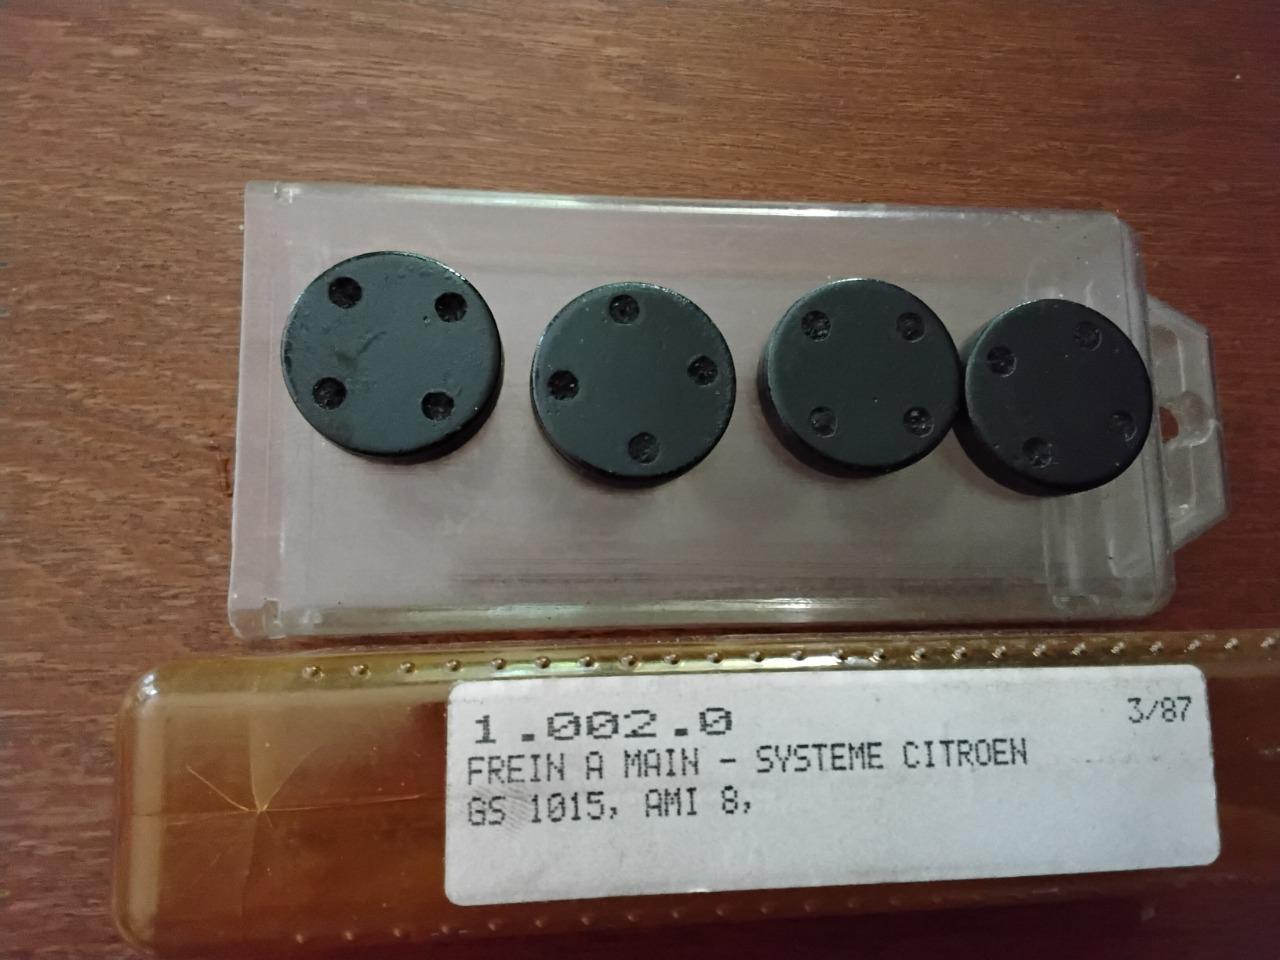 1.002.0
3/87
FREIN A MAIN - SYSTEME CITROEN
GS 1015, AMI 8,